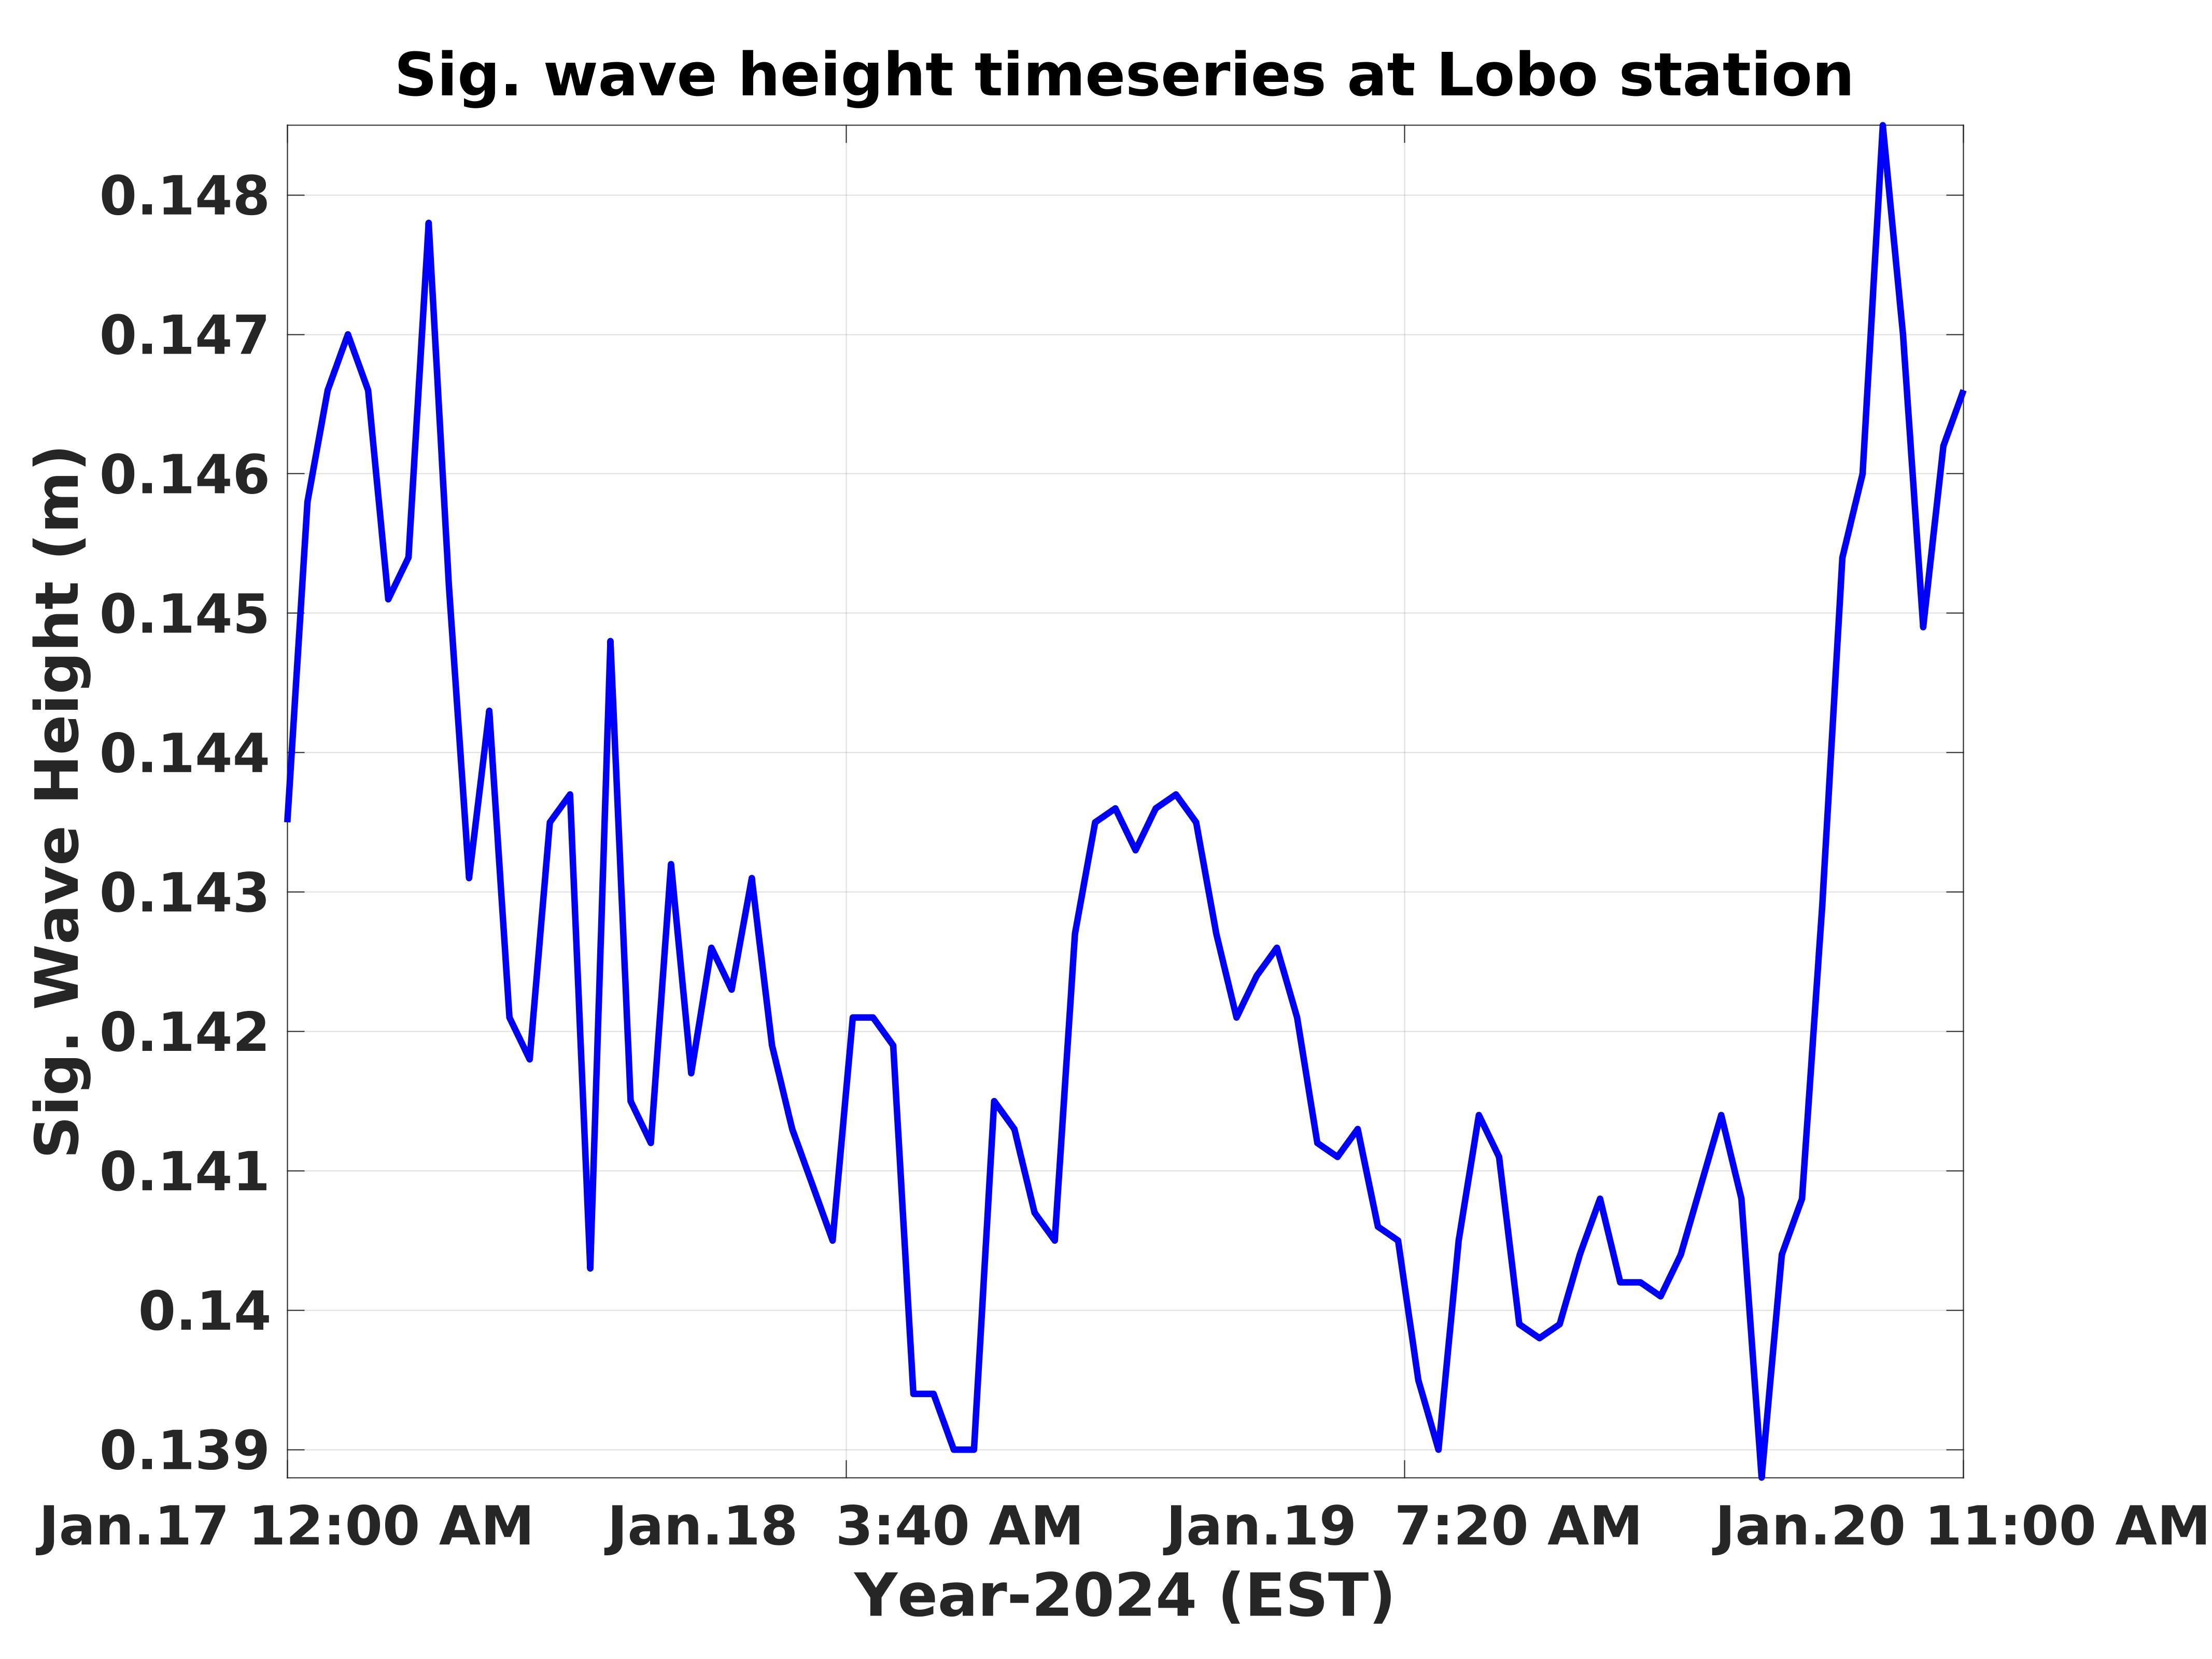 Sig. wave height timeseries at Lobo station
Sig. Wave Height (m)
0.148
0.147
0.146
0.145
0.144
0.143
0.142
0.141
0.14
0.139
Jan.17 12:00 AM Jan.18 3:40 AM Jan.19 7:20 AM Jan.20 11:00 AM
Year-2024 (EST)